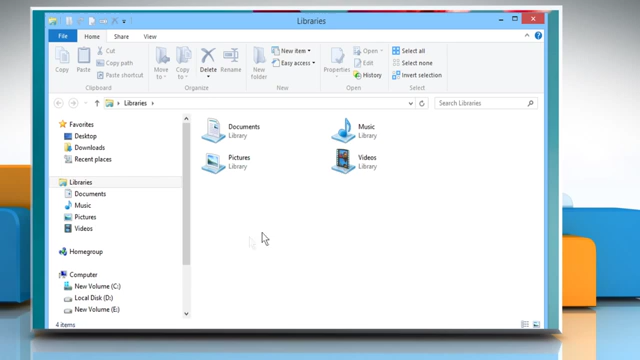 Libraries
File Home Share View
Copy
Paste
Cut
Copy path
Paste shortcut
Clipboard
Move to
Copy to
Delete
Rename
Organize
New folder
New item
Easy access
New
Properties
Open
Edit
History
Open
Select all
Select none
Invert selection
Select
Libraries
Search Libraries
Favorites
Desktop
Downloads
Recent places
Libraries
Documents
Music
Pictures
Videos
Homegroup
Computer
New Volume (C:)
Local Disk (D:)
New Volume (E:)
Documents
Library
Music
Library
Pictures
Library
Videos
Library
4 items